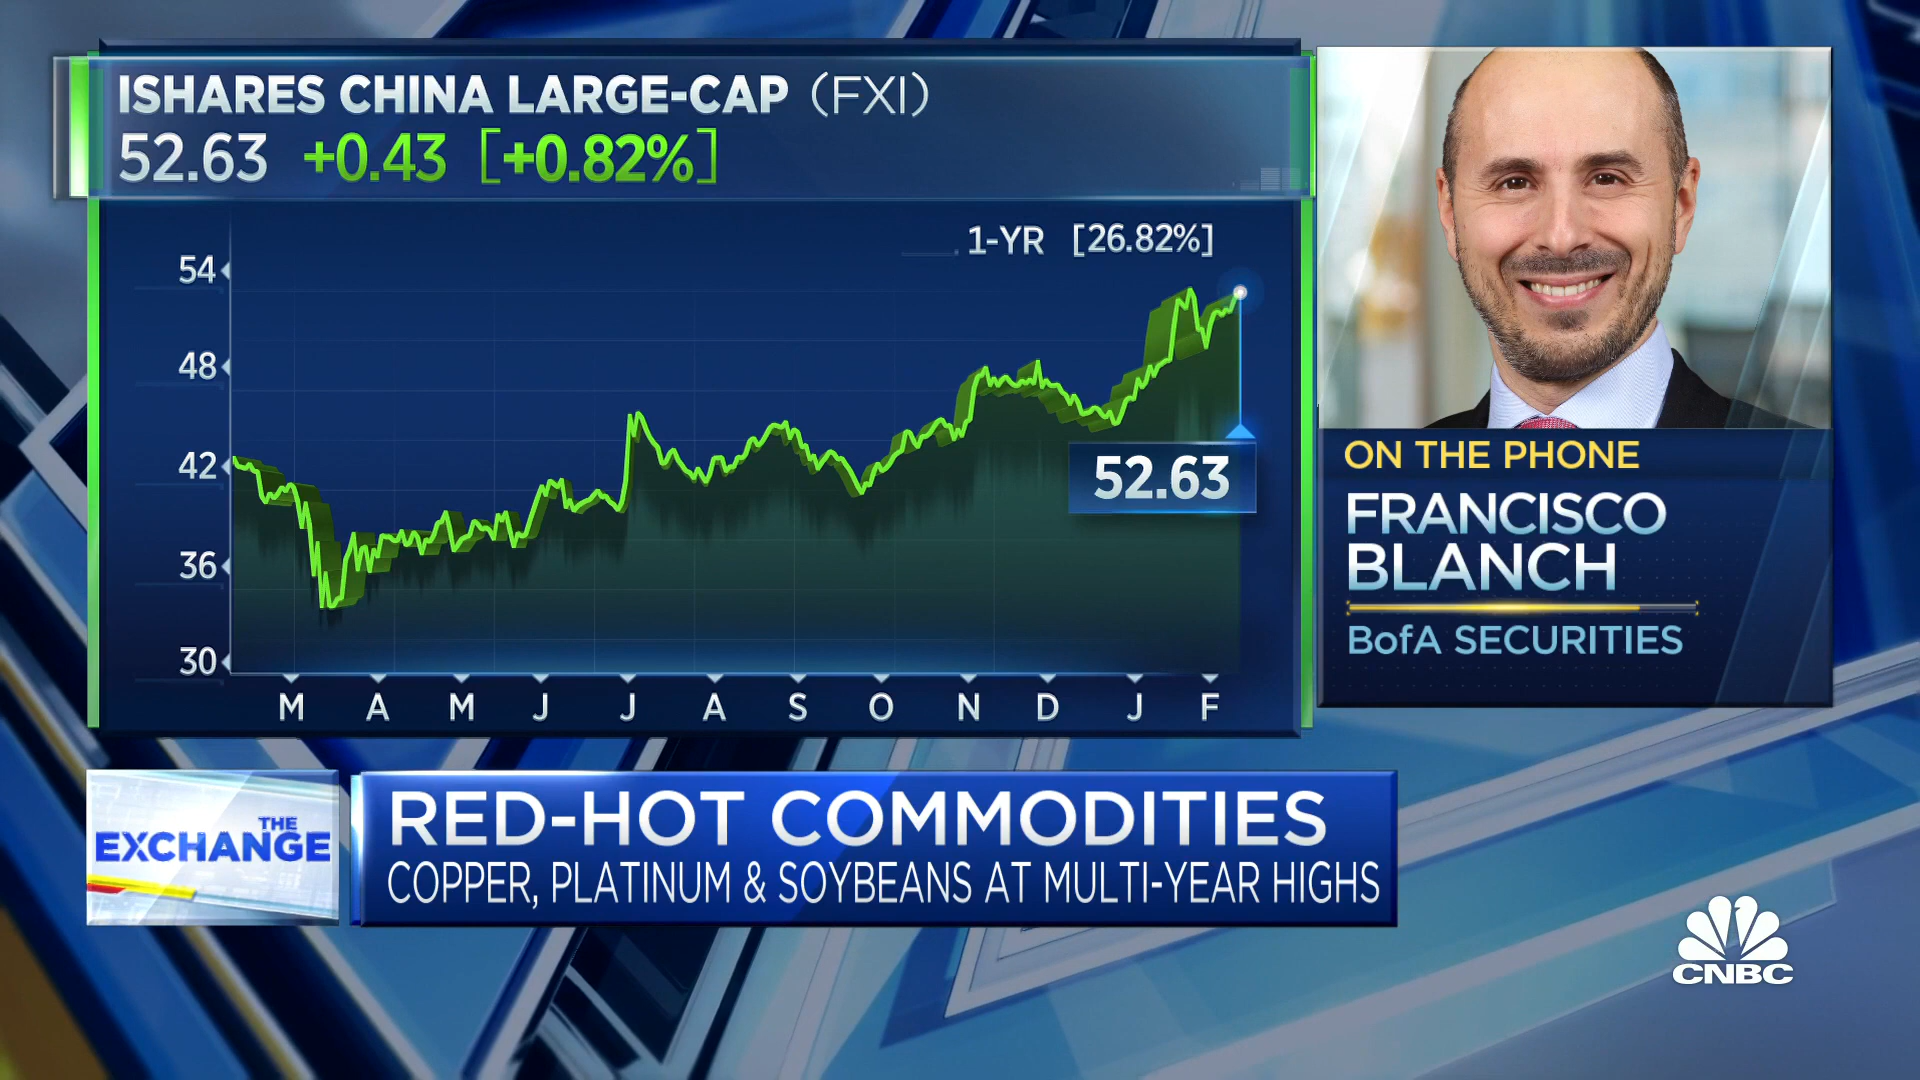 ISHARES CHINA LARGE-CAP (FXI)
52.63 +0.43 [+0.82%]
1-YR [26.82%]
54
48
42
36
30
52.63
M A M J J A S O N D J F
ON THE PHONE
FRANCISCO
BLANCH
BofA SECURITIES
THE
EXCHANGE
RED-HOT COMMODITIES
COPPER, PLATINUM & SOYBEANS AT MULTI-YEAR HIGHS
CNBC